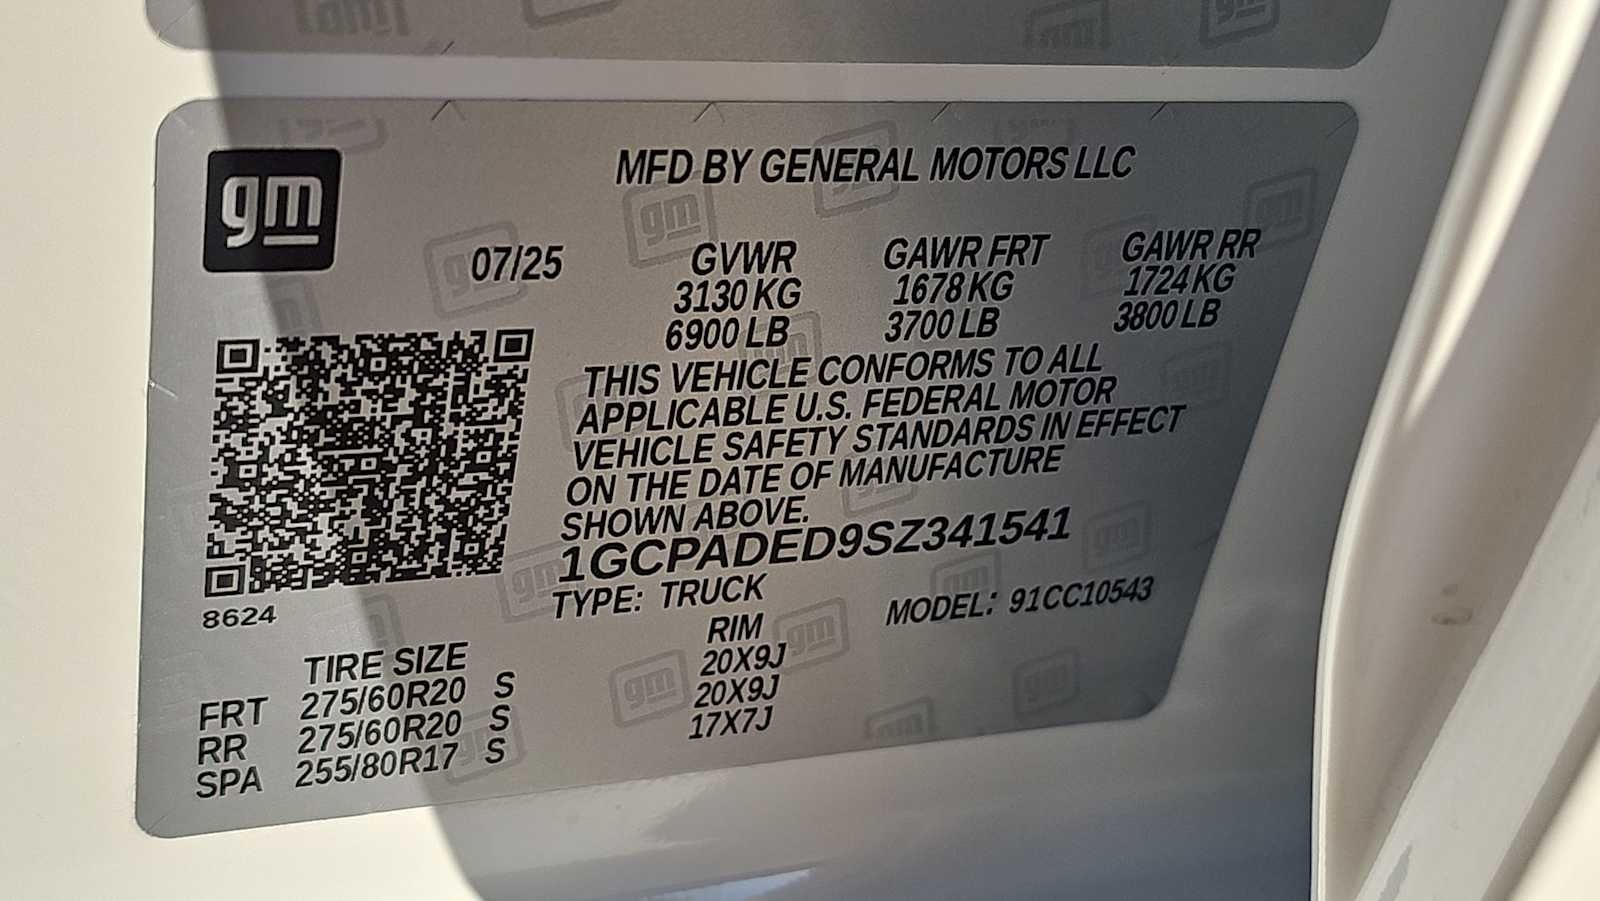 gm
MFD BY GENERAL MOTORS LLC
07/25 GVWR GAWR FRT GAWR RR
3130 KG 1678 KG 1724 KG
6900 LB 3700 LB 3800 LB
THIS VEHICLE CONFORMS TO ALL
APPLICABLE U.S. FEDERAL MOTOR
VEHICLE SAFETY STANDARDS IN EFFECT
ON THE DATE OF MANUFACTURE
SHOWN ABOVE.
1GCPADED9SZ341541
8624
TYPE: TRUCK MODEL: 91CC10543
TIRE SIZE RIM
FRT 275/60R20 S 20X9J
RR 275/60R20 S 20X9J
SPA 255/80R17 S 17X7J